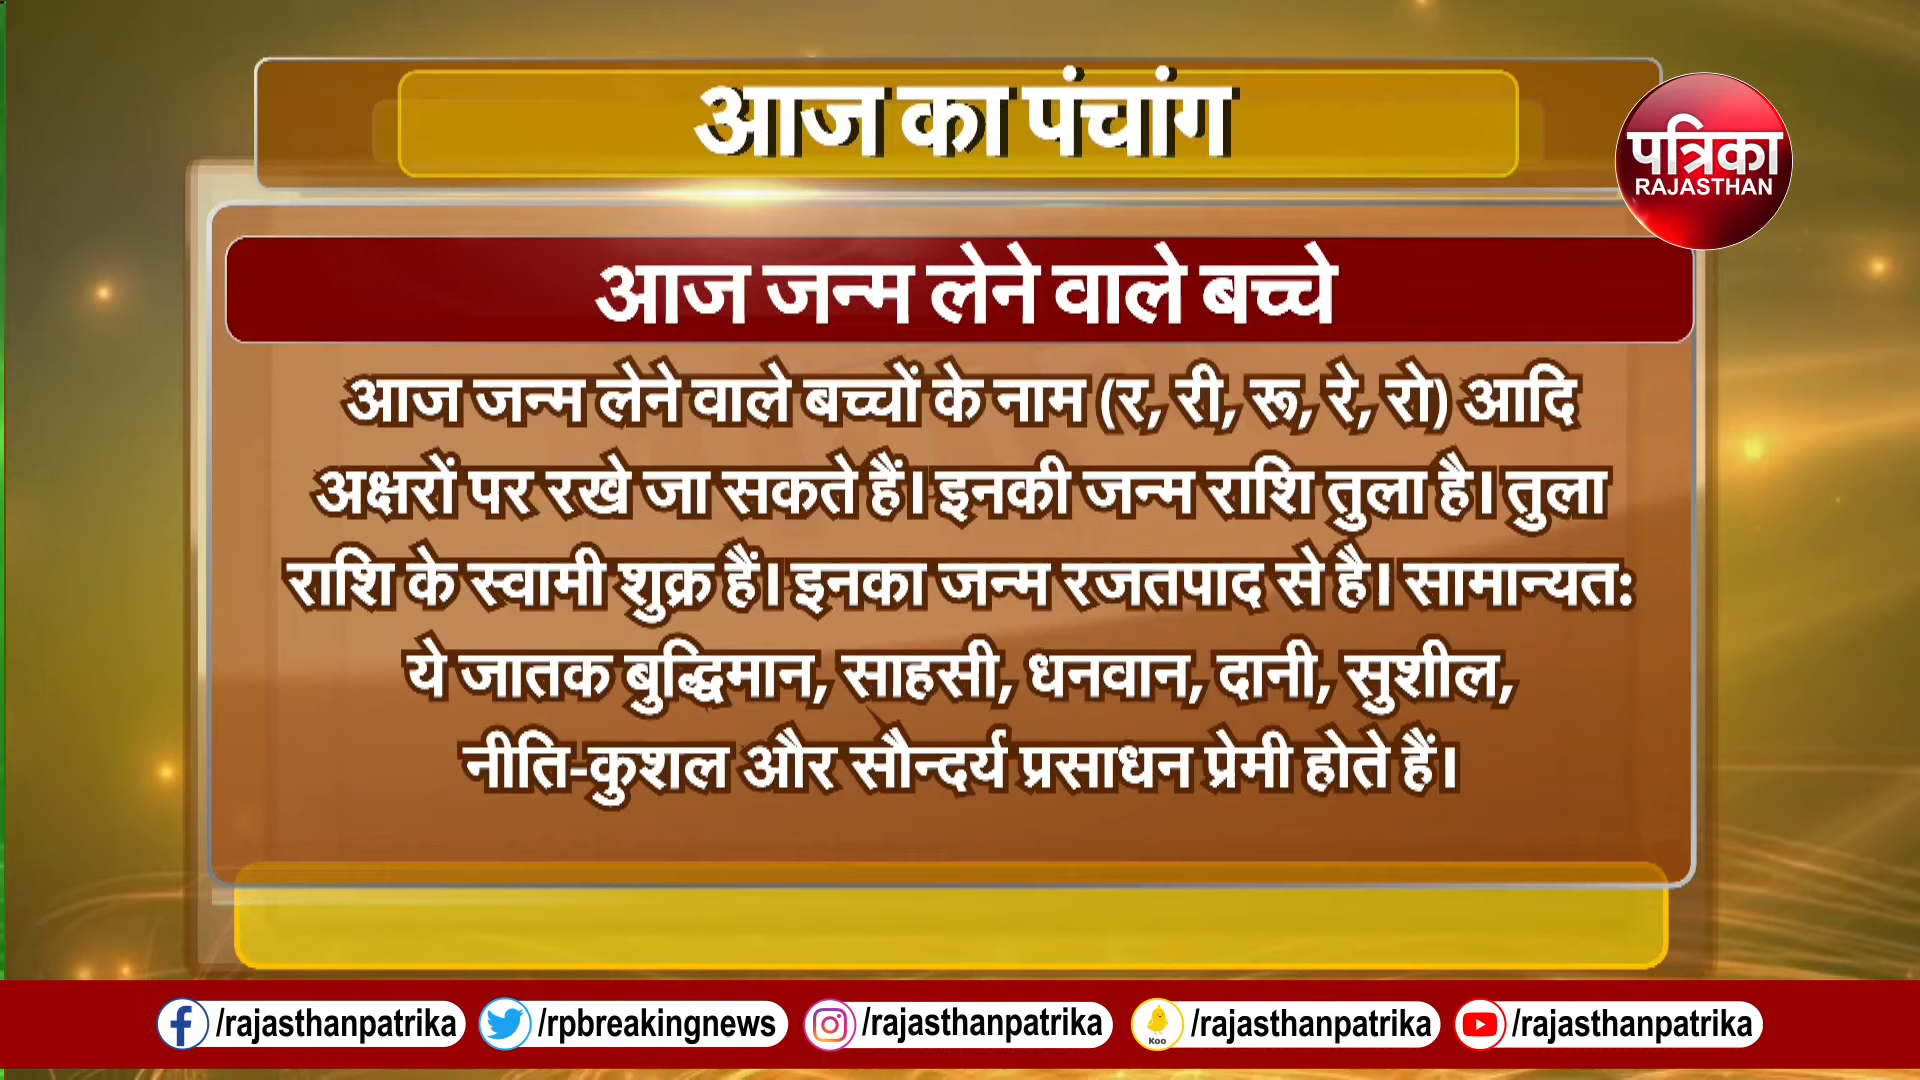 आज का पंचांग
पत्रिका
RAJASTHAN
आज जन्म लेने वाले बच्चे
आज जन्म लेने वाले बच्चों के नाम (र, री, रू, रे, रो) आदि
अक्षरों पर रखे जा सकते हैं। इनकी जन्म राशि तुला है। तुला
राशि के स्वामी शुक्र हैं। इनका जन्म रजतपाद से है। सामान्यत:
ये जातक बुद्धिमान, साहसी, धनवान, दानी, सुशील,
नीति-कुशल और सौन्दर्य प्रसाधन प्रेमी होते हैं।
/rajasthanpatrika /rpbreakingnews /rajasthanpatrika Koo /rajasthanpatrika /rajasthanpatrika